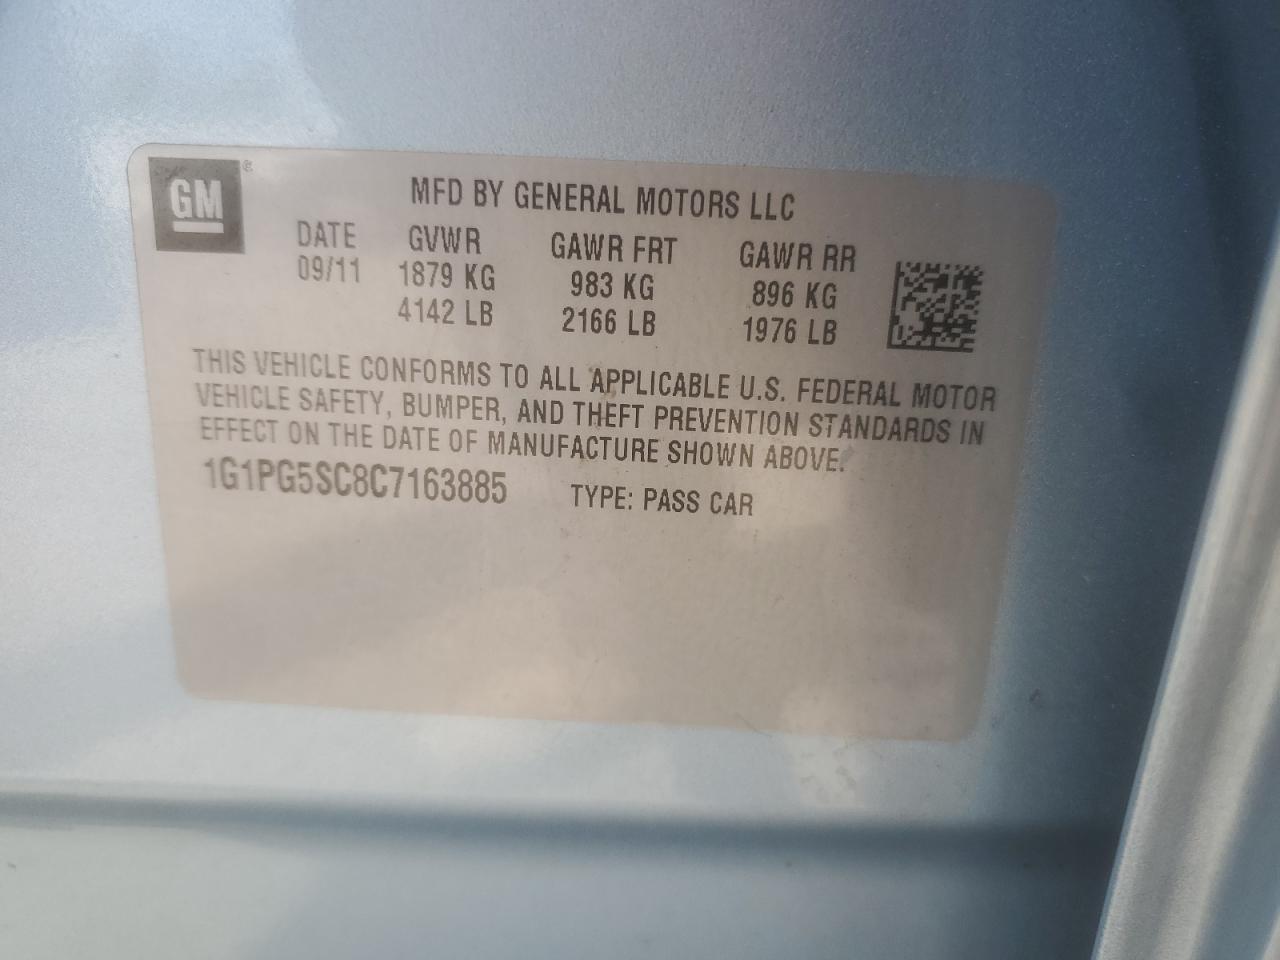 GM®
MFD BY GENERAL MOTORS LLC
DATE GVWR GAWR FRT GAWR RR
09/11 1879 KG 983 KG 896 KG
4142 LB 2166 LB 1976 LB
THIS VEHICLE CONFORMS TO ALL APPLICABLE U.S. FEDERAL MOTOR
VEHICLE SAFETY, BUMPER, AND THEFT PREVENTION STANDARDS IN
EFFECT ON THE DATE OF MANUFACTURE SHOWN ABOVE.
1G1PG5SC8C7163885 TYPE: PASS CAR